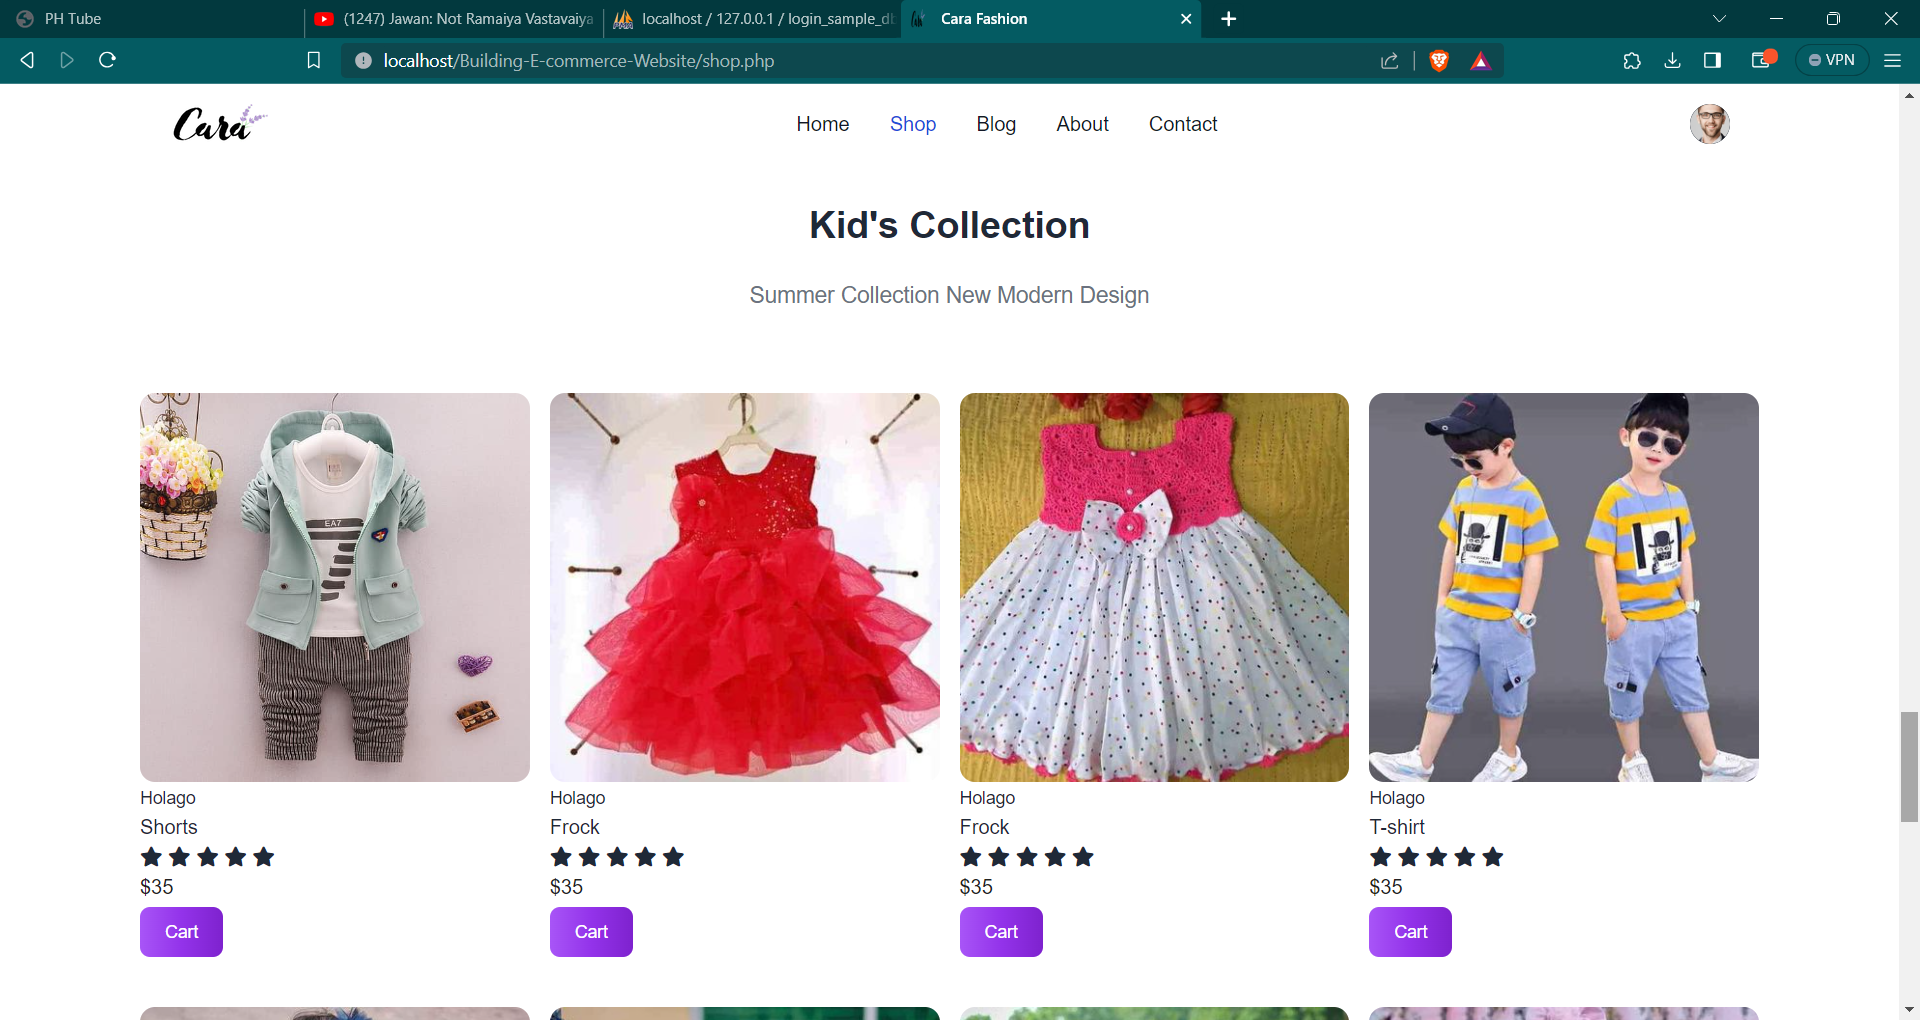 PH Tube
(1247) Jawan: Not Ramaiya Vastavaiya
localhost / 127.0.0.1 / login_sample_db
Cara Fashion
localhost/Building-E-commerce-Website/shop.php
VPN
Cara
Home
Shop
Blog
About
Contact
Kid's Collection
Summer Collection New Modern Design
EA7
Holago
Shorts
$35
Cart
Holago
Frock
$35
Cart
Holago
Frock
$35
Cart
Holago
T-shirt
$35
Cart